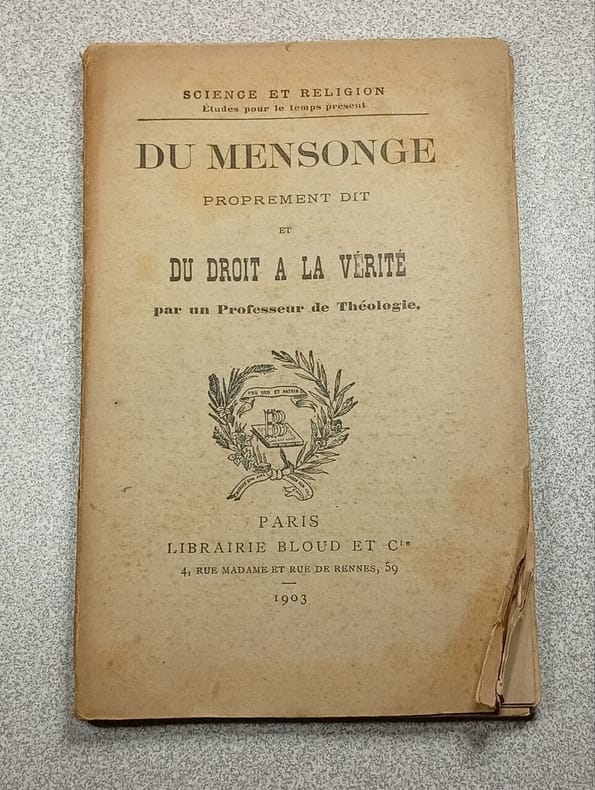 SCIENCE ET RELIGION
Études pour le temps présent
DU MENSONGE
PROPREMENT DIT
ET
DU DROIT A LA VÉRITÉ
par un Professeur de Théologie.
PRO DEO ET PATRIA
BB
PARIS
LIBRAIRIE BLOUD ET Cie
4, RUE MADAME ET RUE DE RENNES, 59
1903